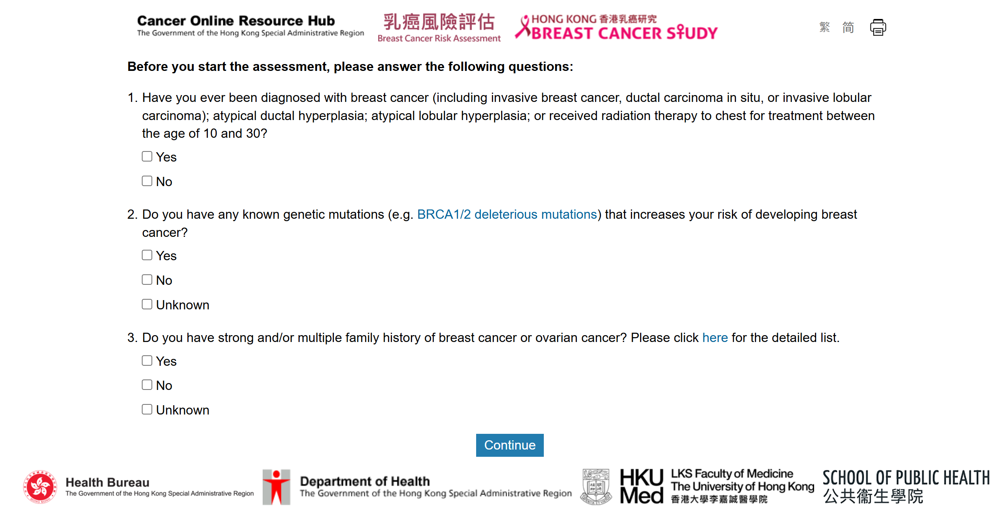 Cancer Online Resource Hub
The Government of the Hong Kong Special Administrative Region
乳癌風險評估
Breast Cancer Risk Assessment
HONG KONG 香港乳癌研究
BREAST CANCER STUDY
繁 简
Before you start the assessment, please answer the following questions:
1. Have you ever been diagnosed with breast cancer (including invasive breast cancer, ductal carcinoma in situ, or invasive lobular
carcinoma); atypical ductal hyperplasia; atypical lobular hyperplasia; or received radiation therapy to chest for treatment between
the age of 10 and 30?
Yes
No
2. Do you have any known genetic mutations (e.g. BRCA1/2 deleterious mutations) that increases your risk of developing breast
cancer?
Yes
No
Unknown
3. Do you have strong and/or multiple family history of breast cancer or ovarian cancer? Please click here for the detailed list.
Yes
No
Unknown
Continue
HONG KONG
Health Bureau
The Government of the Hong Kong Special Administrative Region
Department of Health
The Government of the Hong Kong Special Administrative Region
HKU
Med
LKS Faculty of Medicine
The University of Hong Kong
香港大學李嘉誠醫學院
SCHOOL OF PUBLIC HEALTH
公共衞生學院